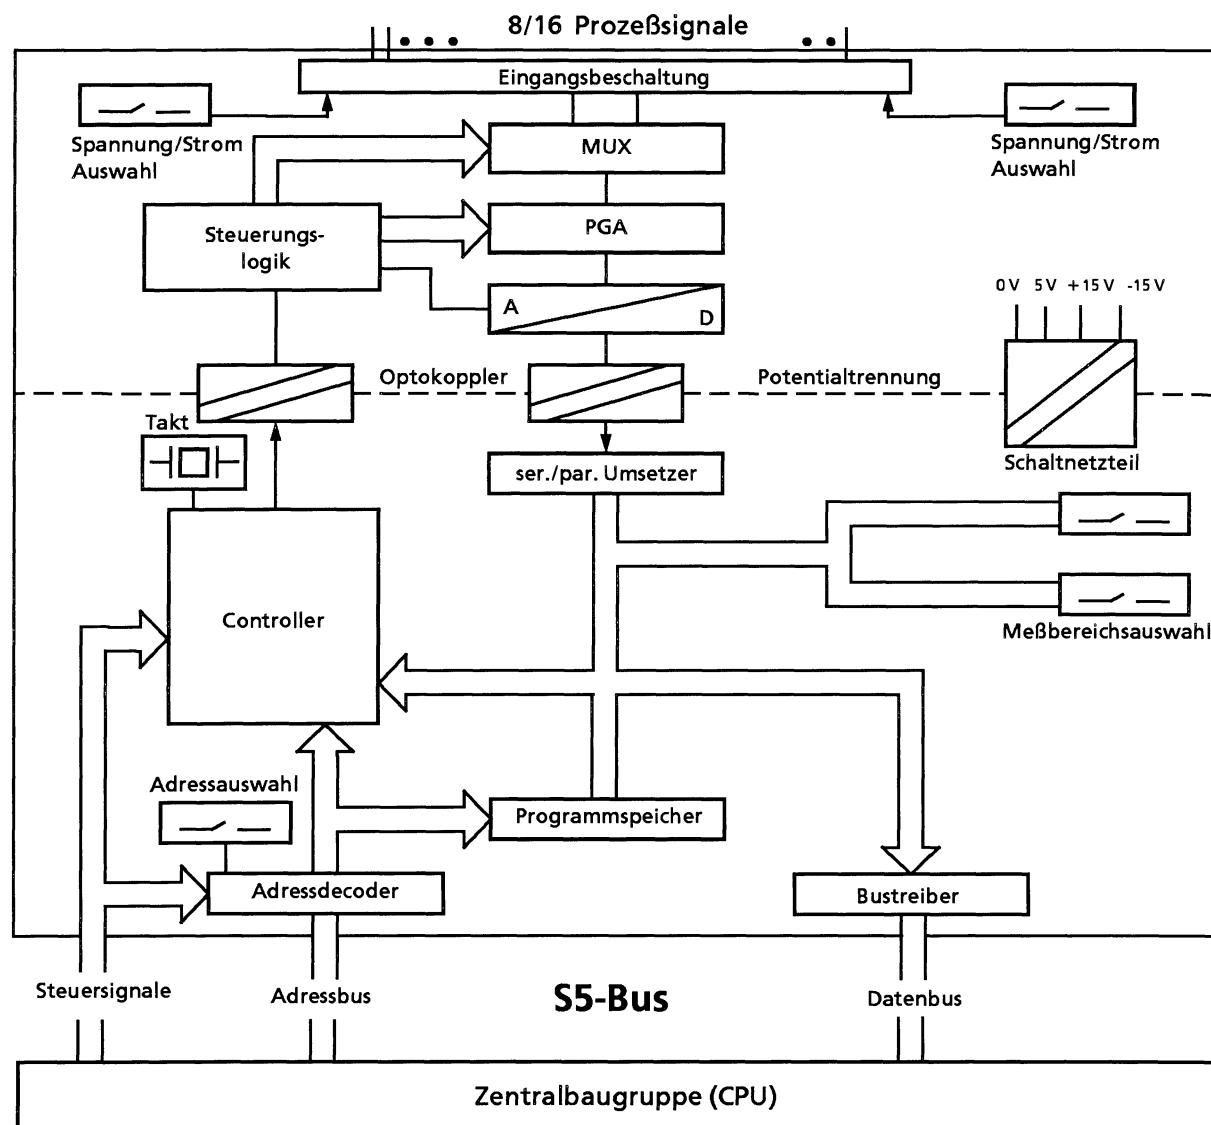 8/16 Prozeßsignale
Eingangsbeschaltung
Spannung/Strom
Auswahl
Spannung/Strom
Auswahl
MUX
Steuerungs-
logik
PGA
A
D
0 V 5 V + 15 V -15 V
Optokoppler
Potentialtrennung
Takt
Schaltnetzteil
ser./par. Umsetzer
Controller
Meßbereichsauswahl
Adressauswahl
Programmspeicher
Adressdecoder
Bustreiber
Steuersignale
Adressbus
S5-Bus
Datenbus
Zentralbaugruppe (CPU)